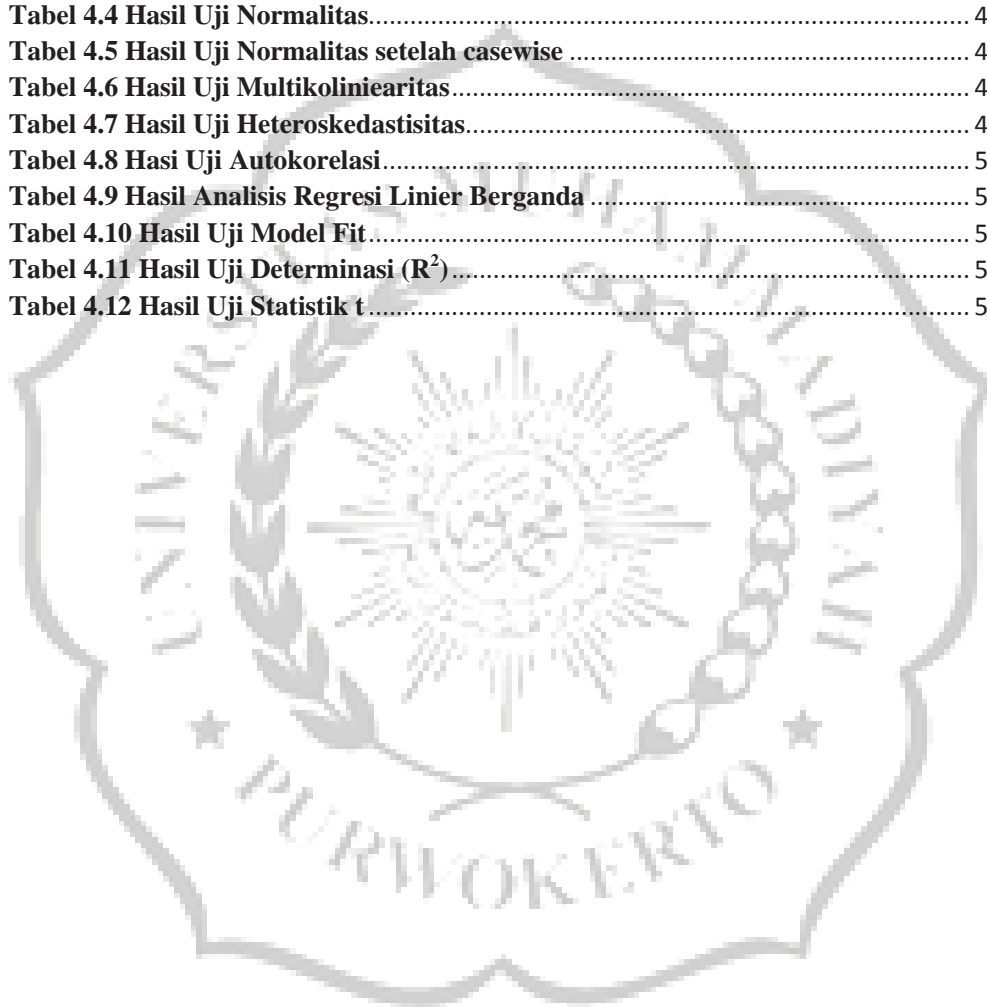 Tabel 4.4 Hasil Uji Normalitas.......... 4
Tabel 4.5 Hasil Uji Normalitas setelah casewise .......... 4
Tabel 4.6 Hasil Uji Multikoliniearitas.......... 4
Tabel 4.7 Hasil Uji Heteroskedastisitas.......... 4
Tabel 4.8 Hasi Uji Autokorelasi.......... 5
Tabel 4.9 Hasil Analisis Regresi Linier Berganda .......... 5
Tabel 4.10 Hasil Uji Model Fit.......... 5
Tabel 4.11 Hasil Uji Determinasi (R²).......... 5
Tabel 4.12 Hasil Uji Statistik t.......... 5
UNIVERSITAS MUHAMMADIYAH
PURWOKERTO